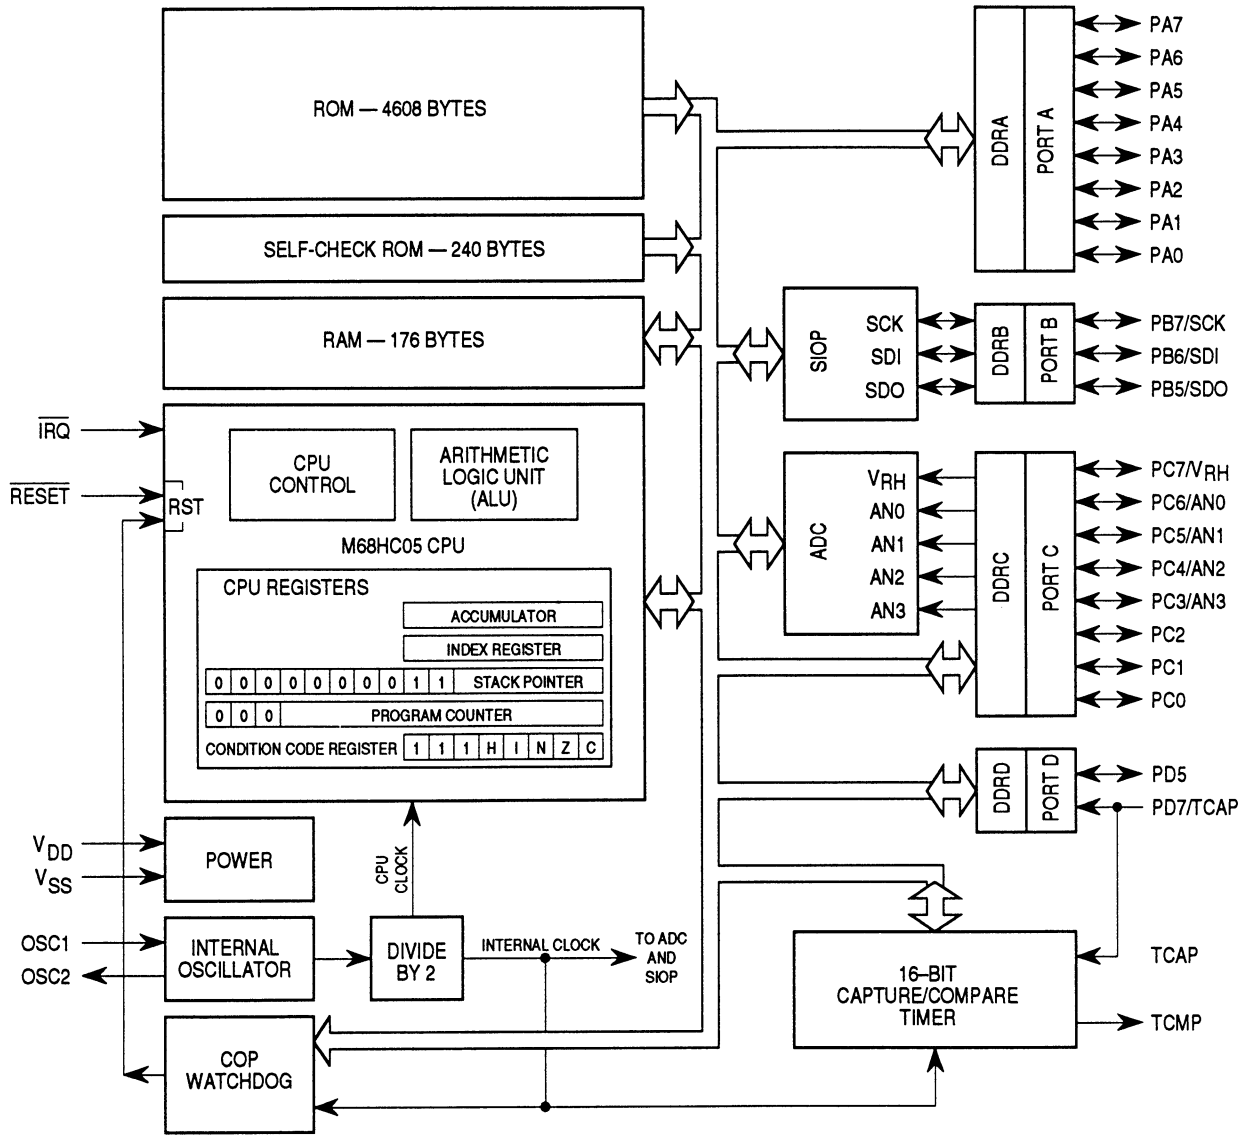 ROM — 4608 BYTES
SELF-CHECK ROM — 240 BYTES
RAM — 176 BYTES
IRQ
RESET
RST
CPU
CONTROL
ARITHMETIC
LOGIC UNIT
(ALU)
M68HC05 CPU
CPU REGISTERS
ACCUMULATOR
INDEX REGISTER
0 0 0 0 0 0 0 0 1 1 STACK POINTER
0 0 0 PROGRAM COUNTER
CONDITION CODE REGISTER 1 1 1 H I N Z C
VDD
VSS
POWER
CPU
CLOCK
OSC1
OSC2
INTERNAL
OSCILLATOR
DIVIDE
BY 2
INTERNAL CLOCK
TO ADC
AND
SIOP
COP
WATCHDOG
DDRA
PORT A
PA7
PA6
PA5
PA4
PA3
PA2
PA1
PA0
SIOP
SCK
SDI
SDO
DDRB
PORT B
PB7/SCK
PB6/SDI
PB5/SDO
ADC
VRH
AN0
AN1
AN2
AN3
DDRC
PORT C
PC7/VRH
PC6/AN0
PC5/AN1
PC4/AN2
PC3/AN3
PC2
PC1
PC0
DDRD
PORT D
PD5
PD7/TCAP
16–BIT
CAPTURE/COMPARE
TIMER
TCAP
TCMP